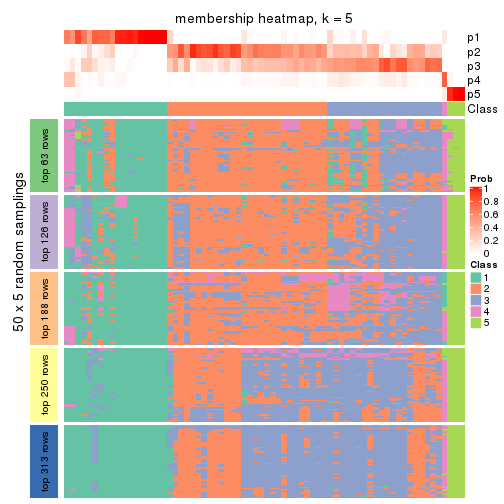 membership heatmap, k = 5
p1
p2
p3
p4
p5
Class
50 x 5 random samplings
top 63 rows
top 126 rows
top 188 rows
top 250 rows
top 313 rows
Prob
1
0.8
0.6
0.4
0.2
0
Class
1
2
3
4
5